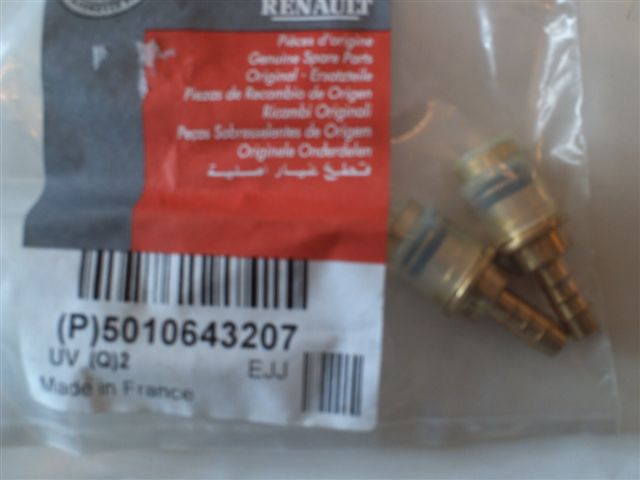 RENAULT
Pièces d'origine
Genuine Spare Parts
Original - Ersatzteile
Piezas de Recambio de Origen
Ricambi Originali
Peças Sobresselentes de Origem
Originele Onderdelen
قطع غيار أصلية
(P)5010643207
UV (Q)2
EJJ
Made in France